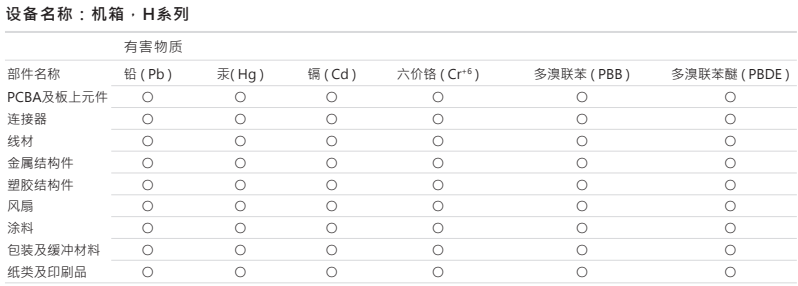 设备名称：机箱 · H系列
有害物质
部件名称 铅 ( Pb ) 汞( Hg ) 镉 ( Cd ) 六价铬 ( Cr⁺⁶ ) 多溴联苯 ( PBB ) 多溴联苯醚 ( PBDE )
PCBA及板上元件 〇 〇 〇 〇 〇 〇
连接器 〇 〇 〇 〇 〇 〇
线材 〇 〇 〇 〇 〇 〇
金属结构件 〇 〇 〇 〇 〇 〇
塑胶结构件 〇 〇 〇 〇 〇 〇
风扇 〇 〇 〇 〇 〇 〇
涂料 〇 〇 〇 〇 〇 〇
包装及缓冲材料 〇 〇 〇 〇 〇 〇
纸类及印刷品 〇 〇 〇 〇 〇 〇